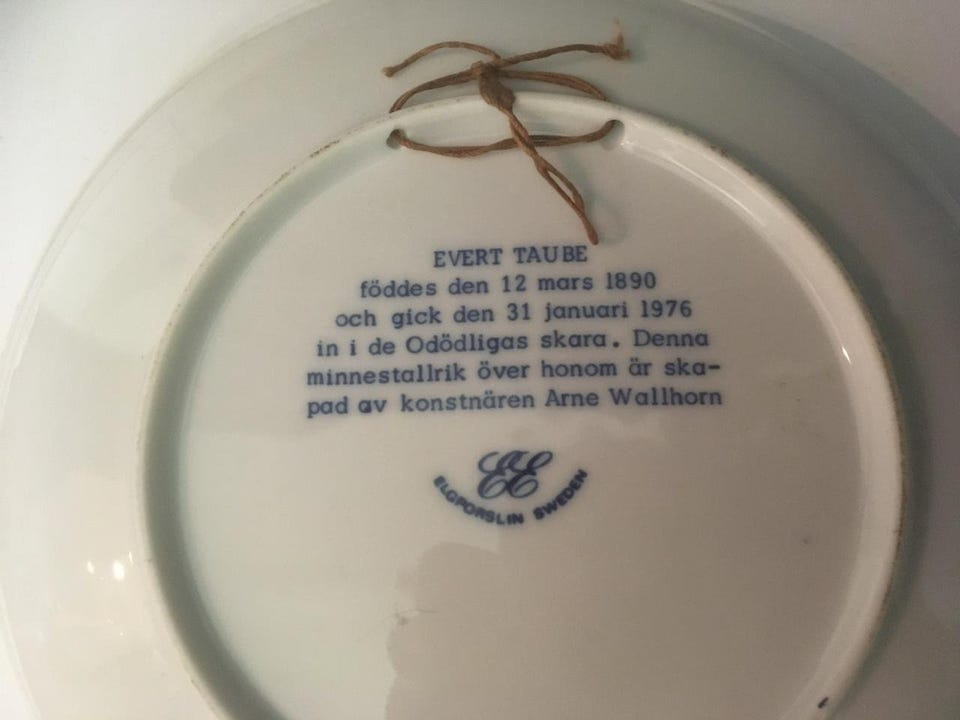 EVERT TAUBE
föddes den 12 mars 1890
och gick den 31 januari 1976
in i de Odödligas skara. Denna
minnestallrik över honom är ska-
pad av konstnären Arne Wallhorn
EE
ELGPORSLIN SWEDEN